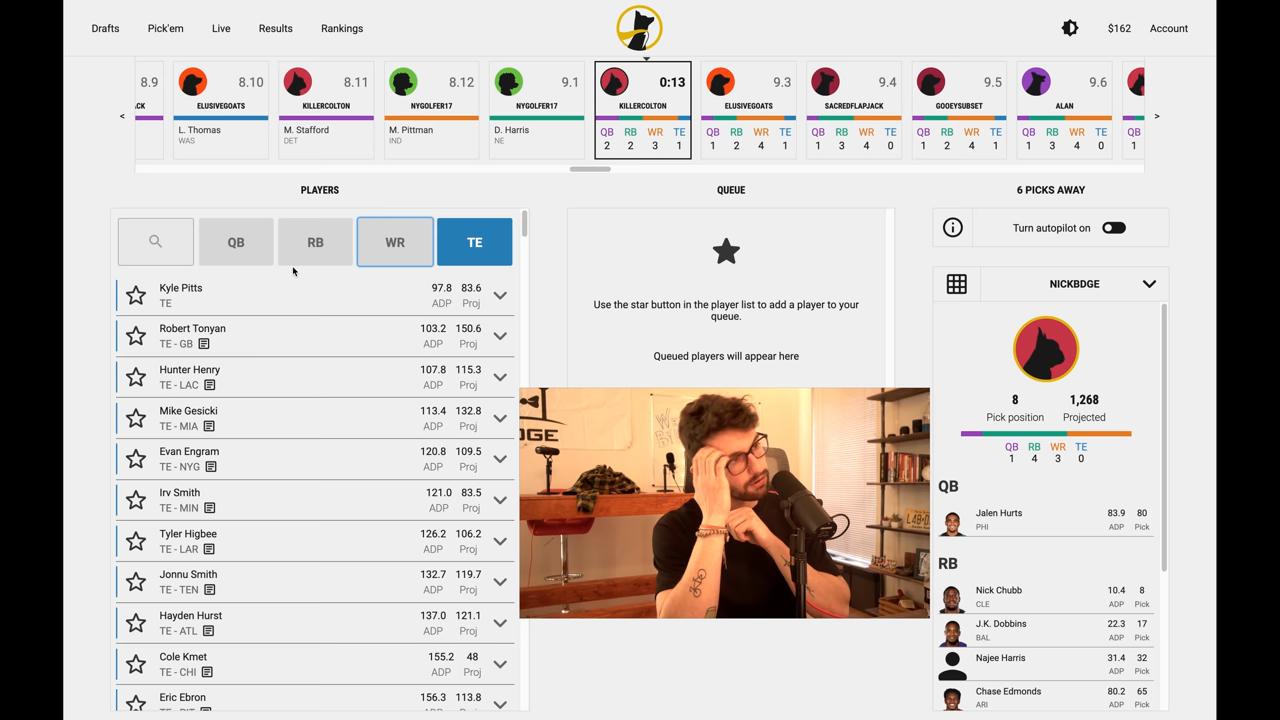 Drafts Pick'em Live Results Rankings $162 Account
8.9
ACK
8.10
ELUSIVEGOATS
L. Thomas
WAS
8.11
KILLERCOLTON
M. Stafford
DET
8.12
NYGOLFER17
M. Pittman
IND
9.1
NYGOLFER17
D. Harris
NE
0:13
KILLERCOLTON
QB RB WR TE
2 2 3 1
9.3
ELUSIVEGOATS
QB RB WR TE
1 2 4 1
9.4
SACREDFLAPJACK
QB RB WR TE
1 3 4 0
9.5
GOOEYSUBSET
QB RB WR TE
1 2 4 1
9.6
ALAN
QB RB WR TE
1 3 4 0
QB
1
< >
PLAYERS
QB RB WR TE
Kyle Pitts 97.8 83.6
TE ADP Proj
Robert Tonyan 103.2 150.6
TE - GB ADP Proj
Hunter Henry 107.8 115.3
TE - LAC ADP Proj
Mike Gesicki 113.4 132.8
TE - MIA ADP Proj
Evan Engram 120.8 109.5
TE - NYG ADP Proj
Irv Smith 121.0 83.5
TE - MIN ADP Proj
Tyler Higbee 126.2 106.2
TE - LAR ADP Proj
Jonnu Smith 132.7 119.7
TE - TEN ADP Proj
Hayden Hurst 137.0 121.1
TE - ATL ADP Proj
Cole Kmet 155.2 48
TE - CHI ADP Proj
Eric Ebron 156.3 113.8
QUEUE
Use the star button in the player list to add a player to your
queue.
Queued players will appear here
DGE
6 PICKS AWAY
Turn autopilot on
NICKBDGE
8 1,268
Pick position Projected
QB RB WR TE
1 4 3 0
QB
Jalen Hurts 83.9 80
PHI ADP Pick
RB
Nick Chubb 10.4 8
CLE ADP Pick
J.K. Dobbins 22.3 17
BAL ADP Pick
Najee Harris 31.4 32
ADP Pick
Chase Edmonds 80.2 65
ARI ADP Pick